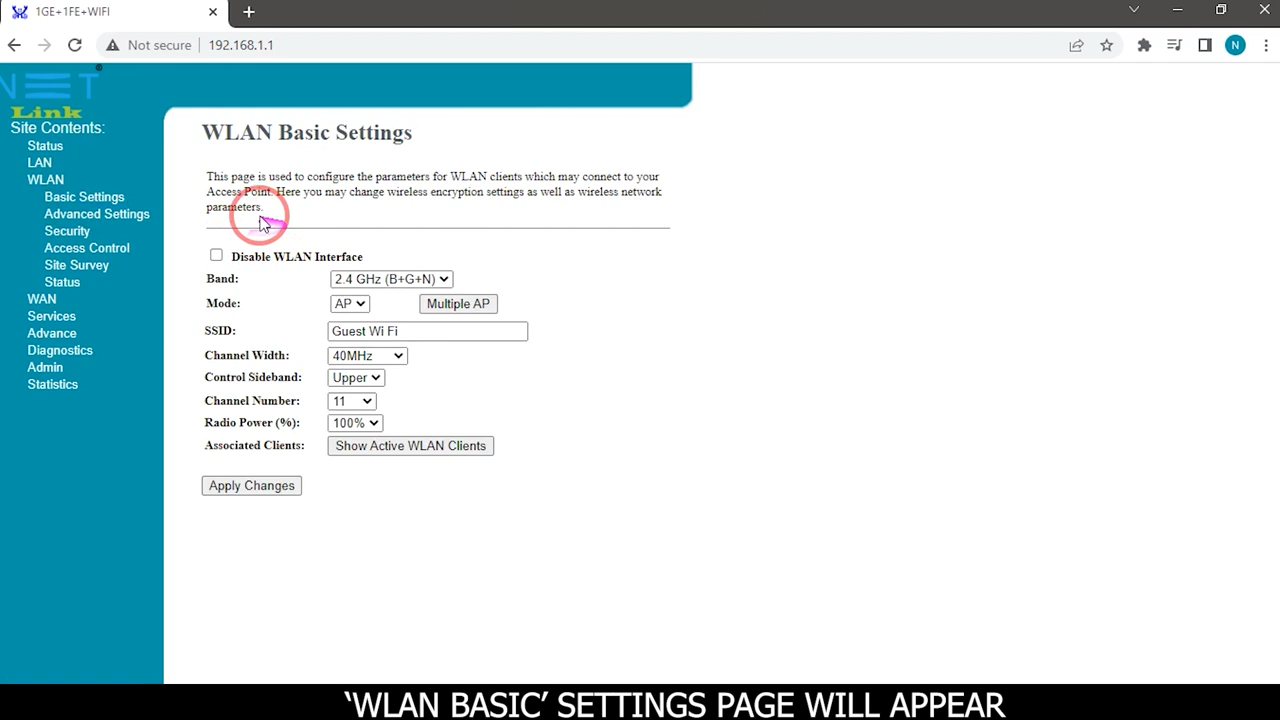 1GE+1FE+WIFI
Not secure
192.168.1.1
N
NET
®
Link
Site Contents:
Status
LAN
WLAN
Basic Settings
Advanced Settings
Security
Access Control
Site Survey
Status
WAN
Services
Advance
Diagnostics
Admin
Statistics
WLAN Basic Settings
This page is used to configure the parameters for WLAN clients which may connect to your
Access Point. Here you may change wireless encryption settings as well as wireless network
parameters.
Disable WLAN Interface
Band: 2.4 GHz (B+G+N)
Mode: AP Multiple AP
SSID: Guest Wi Fi
Channel Width: 40MHz
Control Sideband: Upper
Channel Number: 11
Radio Power (%): 100%
Associated Clients: Show Active WLAN Clients
Apply Changes
‘WLAN BASIC’ SETTINGS PAGE WILL APPEAR